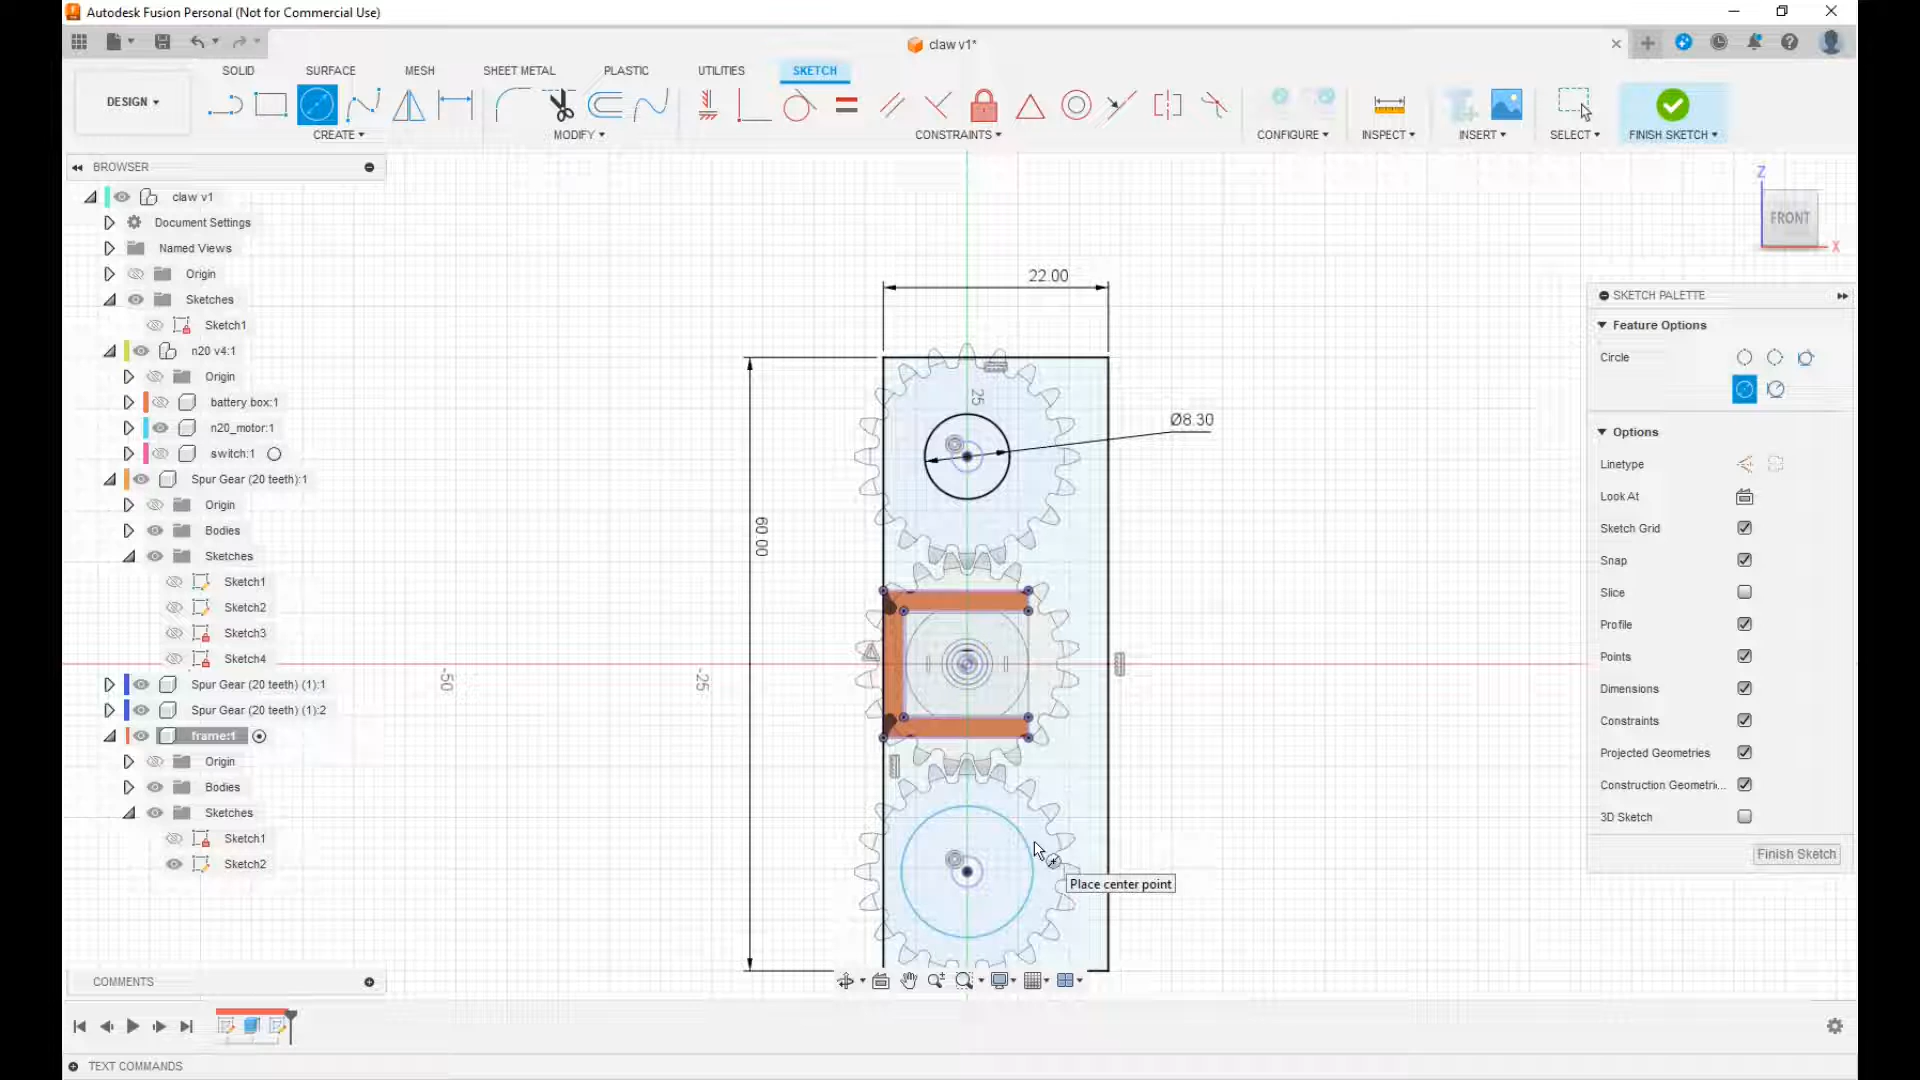 Autodesk Fusion Personal (Not for Commercial Use)
claw v1*
DESIGN
SOLID
SURFACE
MESH
SHEET METAL
PLASTIC
UTILITIES
SKETCH
CREATE
MODIFY
CONSTRAINTS
CONFIGURE
INSPECT
INSERT
SELECT
FINISH SKETCH
BROWSER
claw v1
Document Settings
Named Views
Origin
Sketches
Sketch1
n20 v4:1
Origin
battery box:1
n20_motor:1
switch:1
Spur Gear (20 teeth):1
Origin
Bodies
Sketches
Sketch1
Sketch2
Sketch3
Sketch4
Spur Gear (20 teeth) (1):1
Spur Gear (20 teeth) (1):2
frame:1
Origin
Bodies
Sketches
Sketch1
Sketch2
22.00
25
Ø8.30
60.00
-50
-25
Place center point
Z
FRONT
X
SKETCH PALETTE
Feature Options
Circle
Options
Linetype
Look At
Sketch Grid
Snap
Slice
Profile
Points
Dimensions
Constraints
Projected Geometries
Construction Geometri...
3D Sketch
Finish Sketch
COMMENTS
TEXT COMMANDS